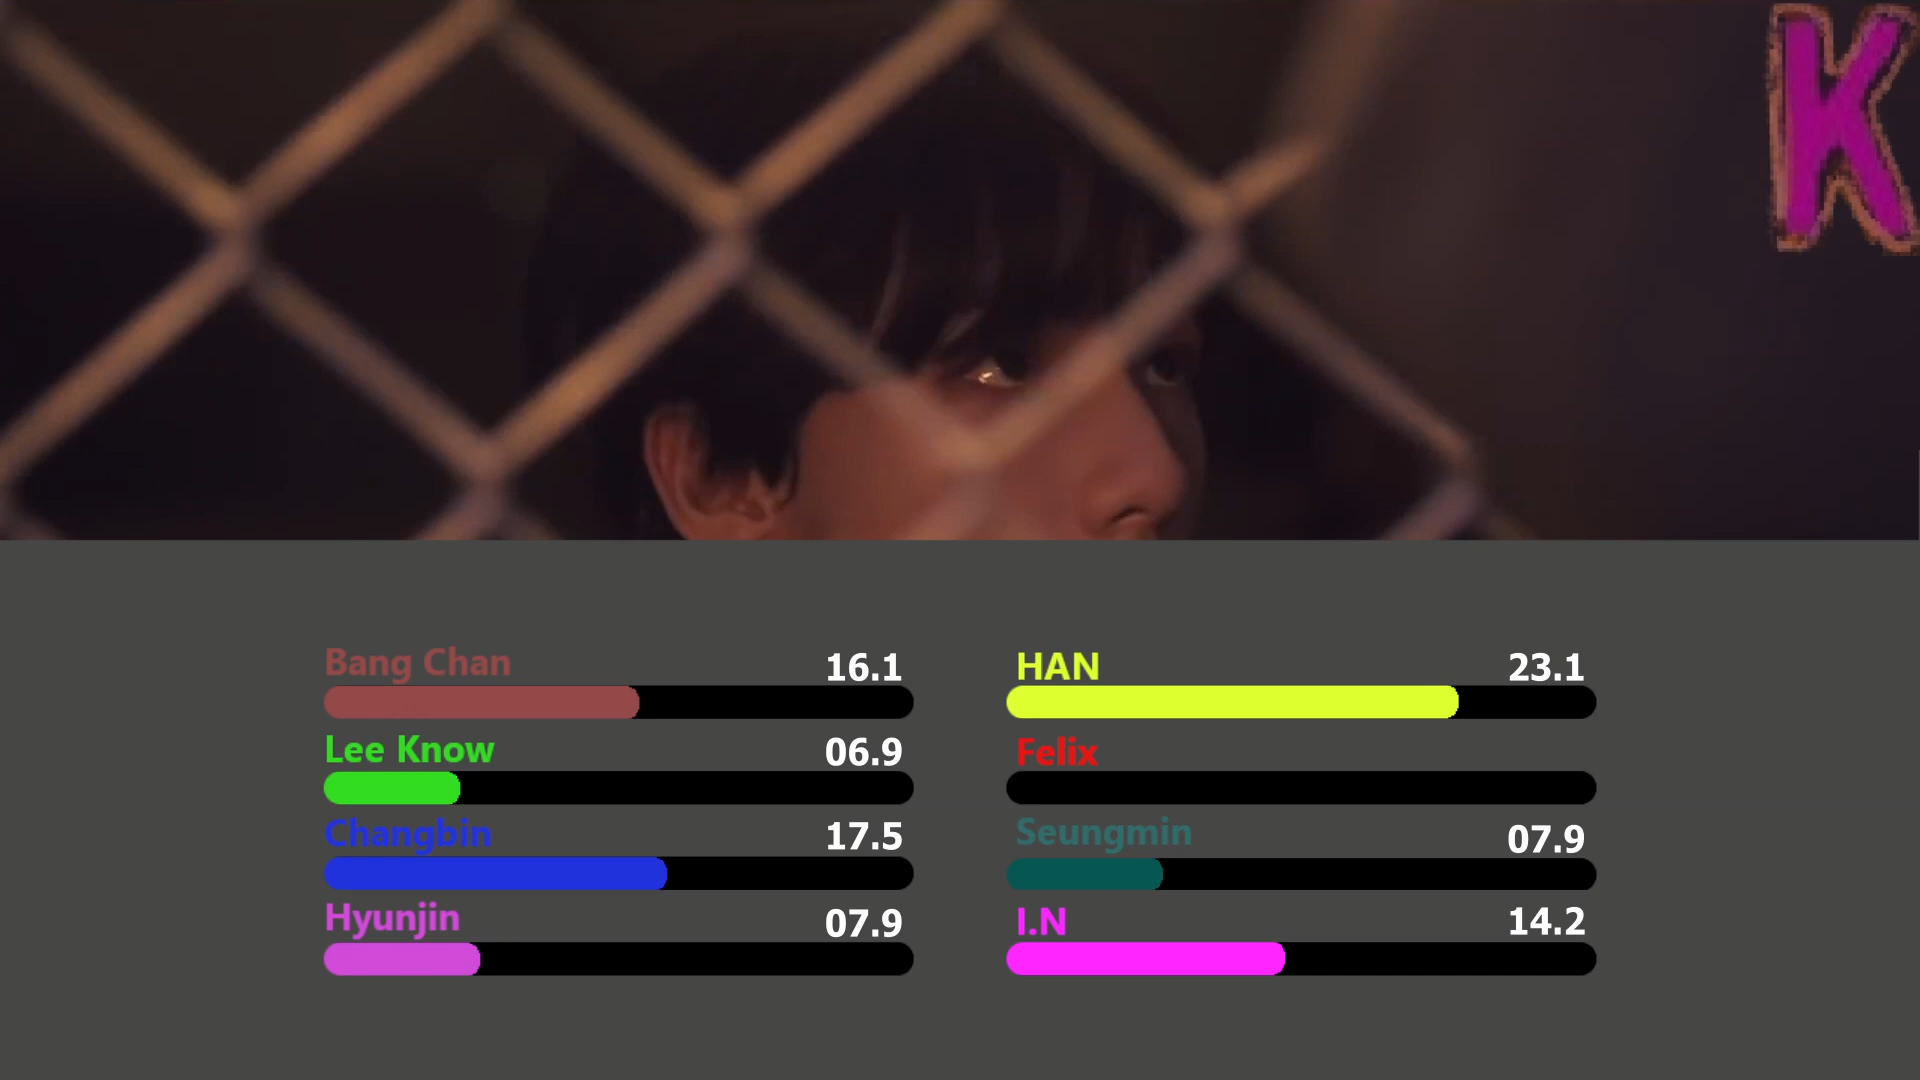 K
Bang Chan 16.1
HAN 23.1
Lee Know 06.9
Felix
Changbin 17.5
Seungmin 07.9
Hyunjin 07.9
I.N 14.2